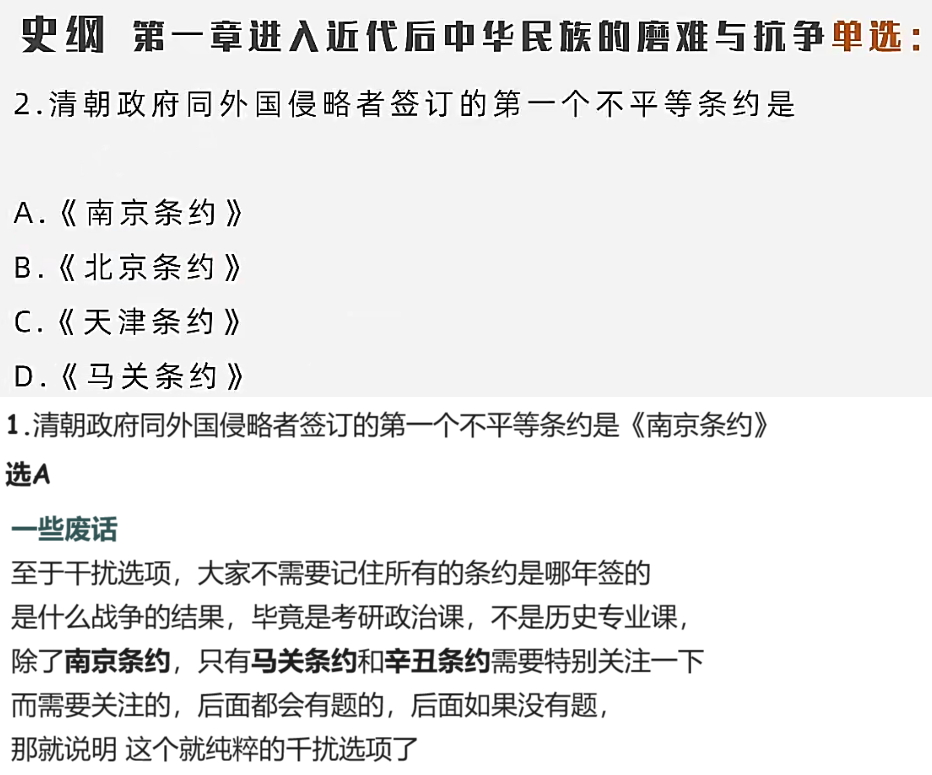 史纲 第一章进入近代后中华民族的磨难与抗争单选：
2.清朝政府同外国侵略者签订的第一个不平等条约是
A.《南京条约》
B.《北京条约》
C.《天津条约》
D.《马关条约》
1.清朝政府同外国侵略者签订的第一个不平等条约是《南京条约》
选A
一些废话
至于干扰选项，大家不需要记住所有的条约是哪年签的
是什么战争的结果，毕竟是考研政治课，不是历史专业课，
除了南京条约，只有马关条约和辛丑条约需要特别关注一下
而需要关注的，后面都会有题的，后面如果没有题，
那就说明 这个就纯粹的干扰选项了